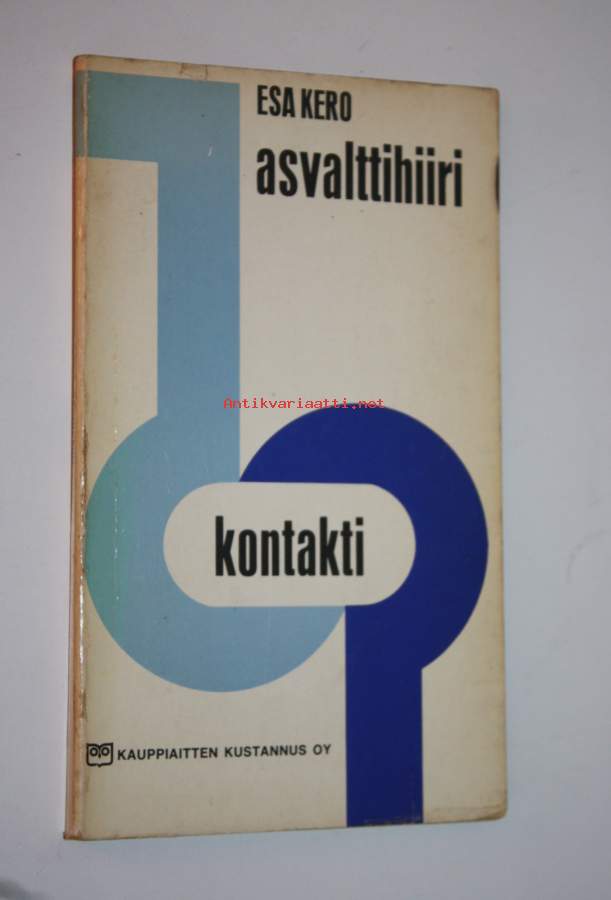 ESA KERO
asvalttihiiri
Antikvariaatti.net
kontakti
KAUPPIAITTEN KUSTANNUS OY